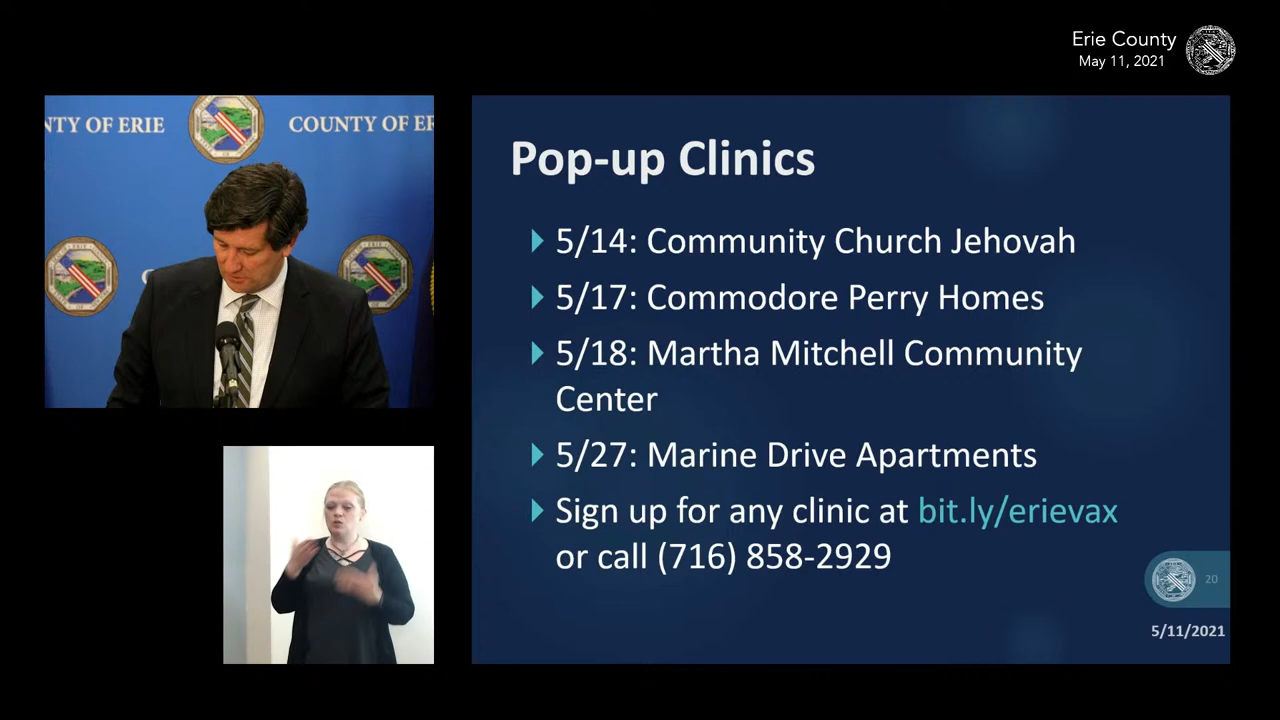 Erie County
May 11, 2021
NTY OF ERIE
COUNTY OF ER
Pop-up Clinics
5/14: Community Church Jehovah
5/17: Commodore Perry Homes
5/18: Martha Mitchell Community
Center
5/27: Marine Drive Apartments
Sign up for any clinic at bit.ly/erievax
or call (716) 858-2929
20
5/11/2021